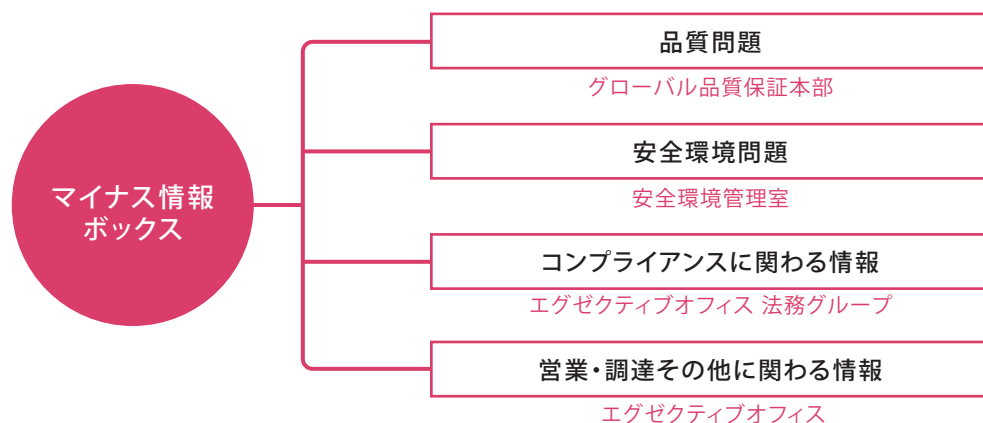 マイナス情報
ボックス
品質問題
グローバル品質保証本部
安全環境問題
安全環境管理室
コンプライアンスに関わる情報
エグゼクティブオフィス 法務グループ
営業・調達その他に関わる情報
エグゼクティブオフィス